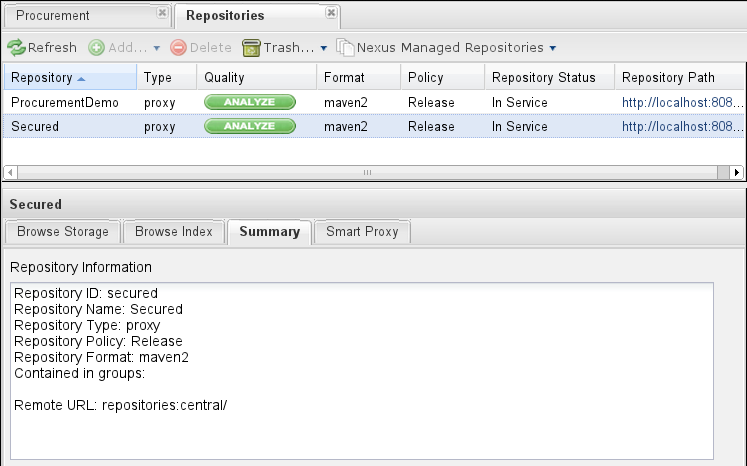 Procurement Repositories
Refresh Add... Delete Trash... Nexus Managed Repositories
Repository Type Quality Format Policy Repository Status Repository Path
ProcurementDemo proxy ANALYZE maven2 Release In Service http://localhost:808...
Secured proxy ANALYZE maven2 Release In Service http://localhost:808...
Secured
Browse Storage Browse Index Summary Smart Proxy
Repository Information
Repository ID: secured
Repository Name: Secured
Repository Type: proxy
Repository Policy: Release
Repository Format: maven2
Contained in groups:
Remote URL: repositories:central/